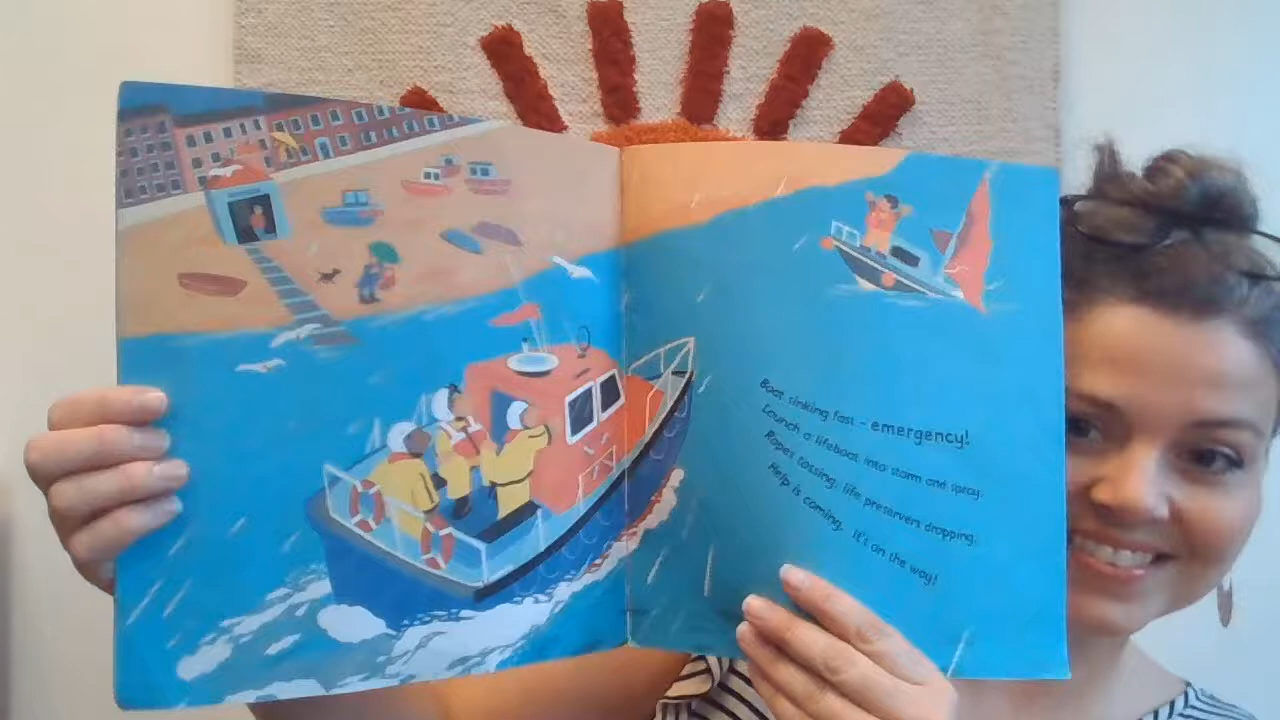 Boat sinking fast – emergency!
Launch a lifeboat into storm and spray.
Ropes tossing, life preservers dropping.
Help is coming. It's on the way!